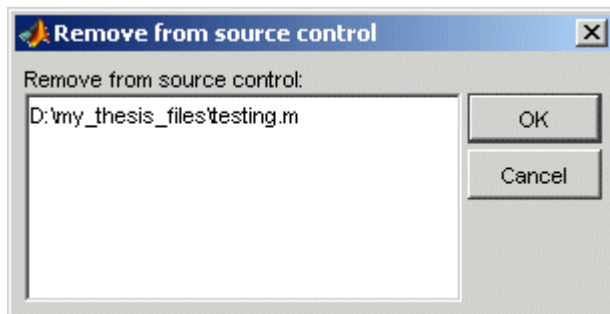 Remove from source control
Remove from source control:
D:\my_thesis_files\testing.m
OK
Cancel